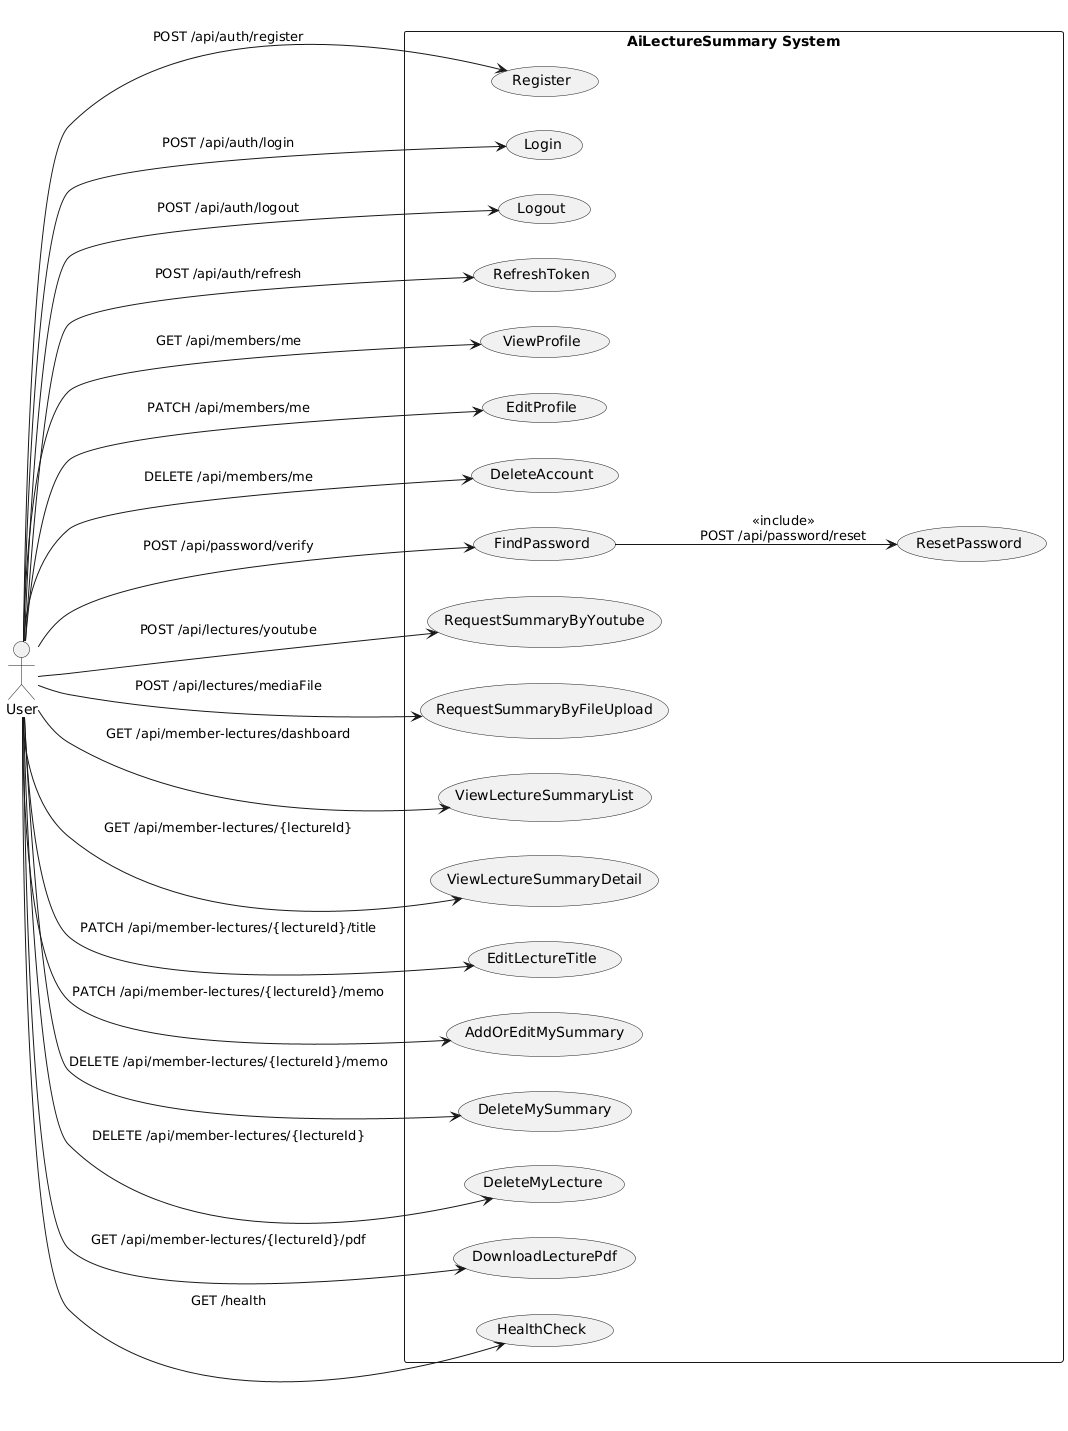 AiLectureSummary System
POST /api/auth/register
Register
POST /api/auth/login
Login
POST /api/auth/logout
Logout
POST /api/auth/refresh
RefreshToken
GET /api/members/me
ViewProfile
PATCH /api/members/me
EditProfile
DELETE /api/members/me
DeleteAccount
POST /api/password/verify
FindPassword
«include»
POST /api/password/reset
ResetPassword
POST /api/lectures/youtube
RequestSummaryByYoutube
User
POST /api/lectures/mediaFile
RequestSummaryByFileUpload
GET /api/member-lectures/dashboard
ViewLectureSummaryList
GET /api/member-lectures/{lectureId}
ViewLectureSummaryDetail
PATCH /api/member-lectures/{lectureId}/title
EditLectureTitle
PATCH /api/member-lectures/{lectureId}/memo
AddOrEditMySummary
DELETE /api/member-lectures/{lectureId}/memo
DeleteMySummary
DELETE /api/member-lectures/{lectureId}
DeleteMyLecture
GET /api/member-lectures/{lectureId}/pdf
DownloadLecturePdf
GET /health
HealthCheck